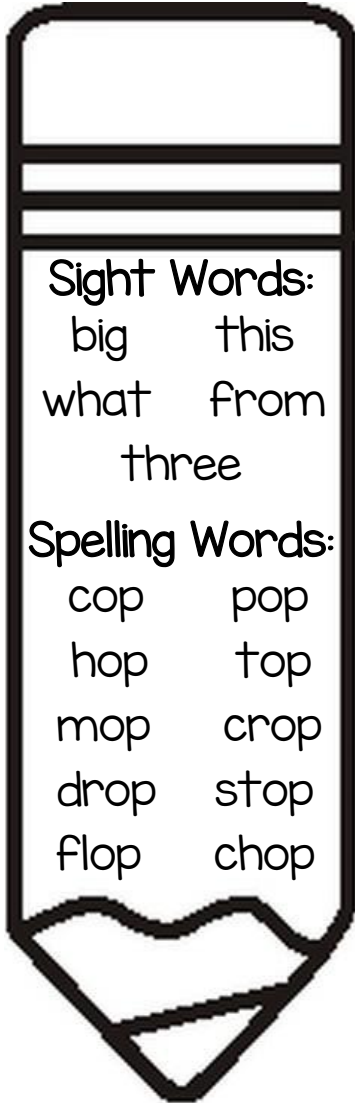 Sight Words:
big this
what from
three
Spelling Words:
cop pop
hop top
mop crop
drop stop
flop chop